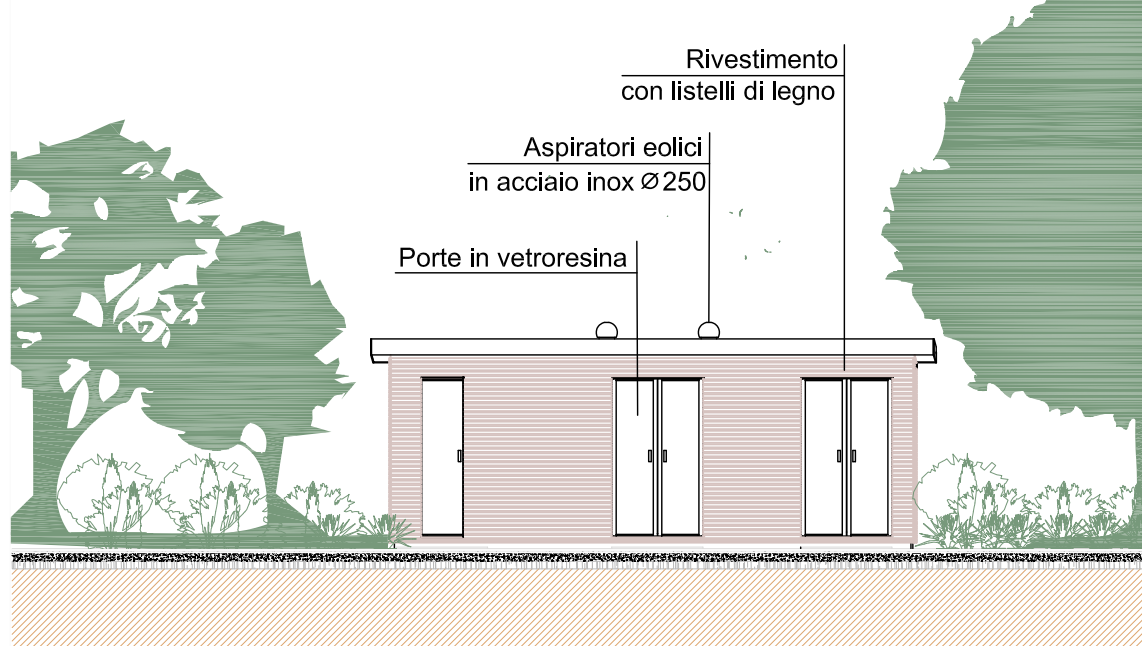 Rivestimento
con listelli di legno
Aspiratori eolici
in acciaio inox Ø 250
Porte in vetroresina